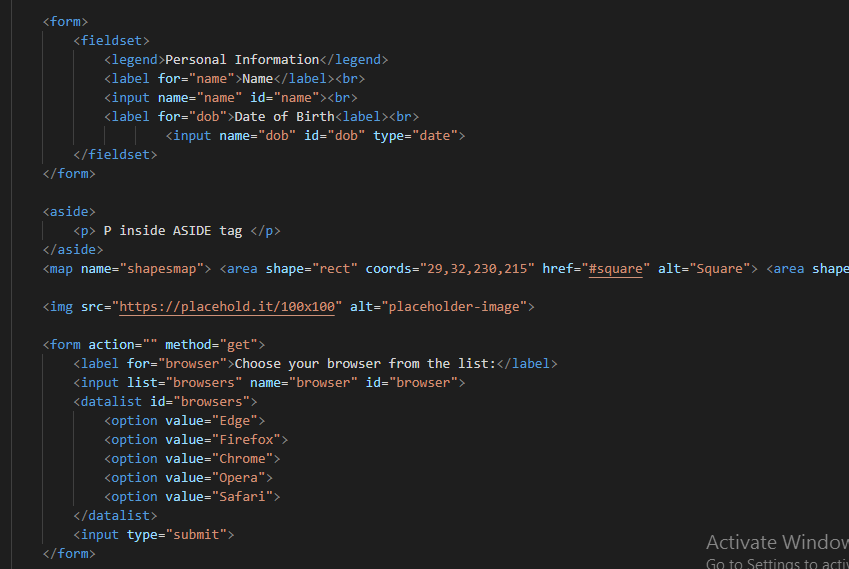 <form>
<fieldset>
<legend>Personal Information</legend>
<label for="name">Name</label><br>
<input name="name" id="name"><br>
<label for="dob">Date of Birth<label><br>
<input name="dob" id="dob" type="date">
</fieldset>
</form>
<aside>
<p> P inside ASIDE tag </p>
</aside>
<map name="shapesmap"> <area shape="rect" coords="29,32,230,215" href="#square" alt="Square"> <area shape
<img src="https://placehold.it/100x100" alt="placeholder-image">
<form action="" method="get">
<label for="browser">Choose your browser from the list:</label>
<input list="browsers" name="browser" id="browser">
<datalist id="browsers">
<option value="Edge">
<option value="Firefox">
<option value="Chrome">
<option value="Opera">
<option value="Safari">
</datalist>
<input type="submit">
</form>
Activate Window
Go to Settings to activ